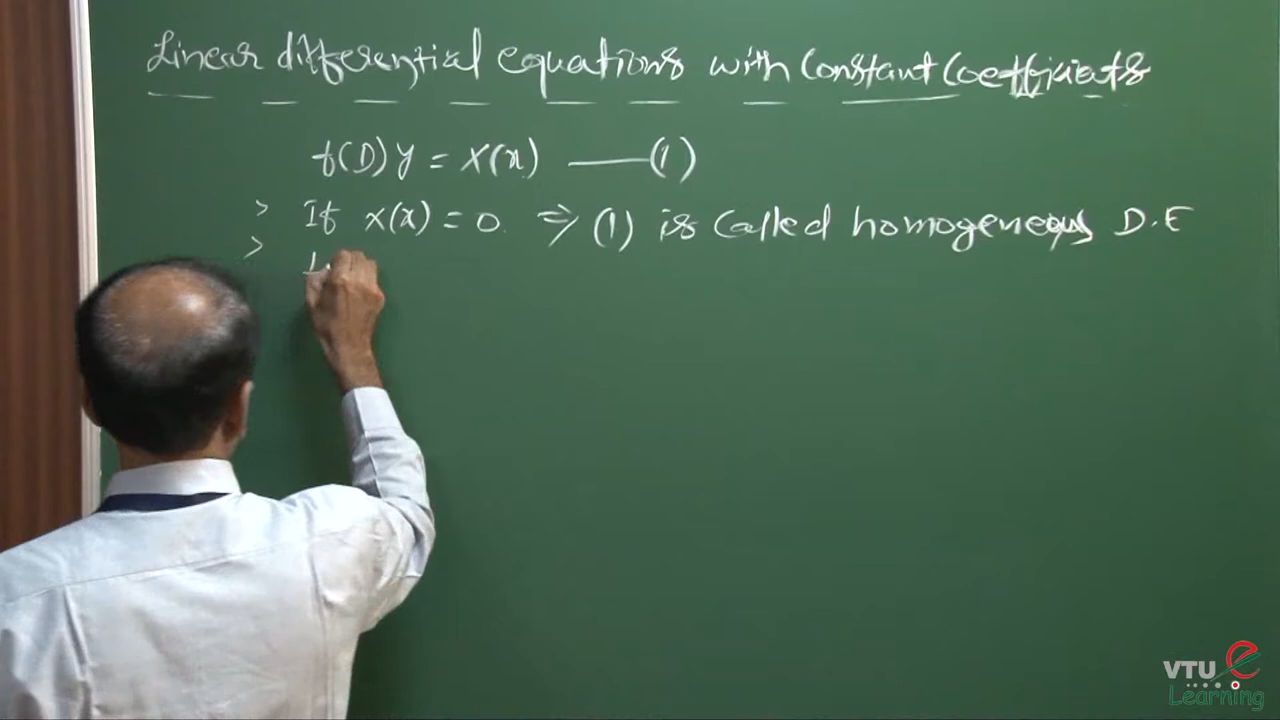 Linear differential equations with Constant Coefficients
f(D)y = X(x) —— (1)
> If x(x) = 0. ⇒ (1) is called homogeneous D.E
>
VTU e
Learning